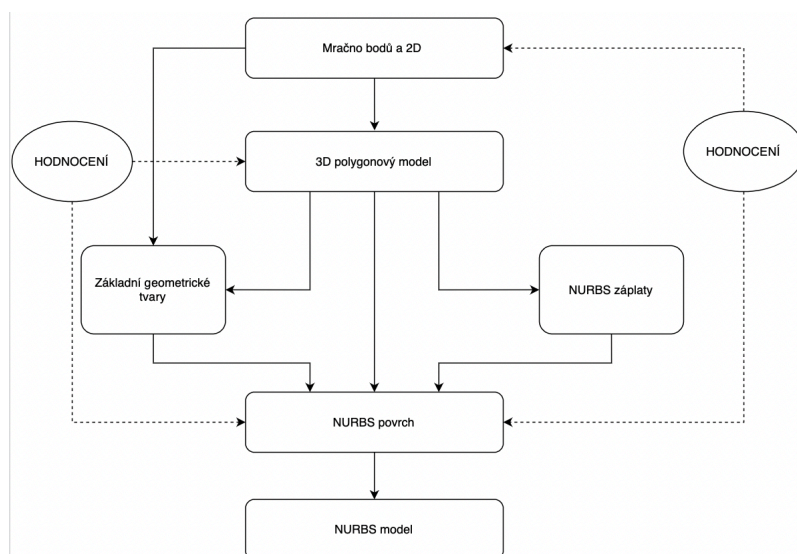 Mračno bodů a 2D
HODNOCENÍ
3D polygonový model
HODNOCENÍ
Základní geometrické
tvary
NURBS záplaty
NURBS povrch
NURBS model